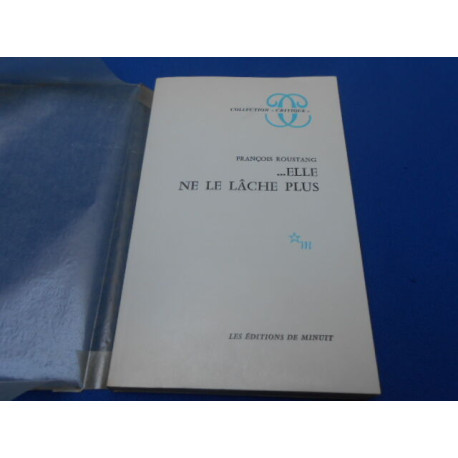 COLLECTION « CRITIQUE »
FRANÇOIS ROUSTANG
...ELLE
NE LE LÂCHE PLUS
m
LES ÉDITIONS DE MINUIT